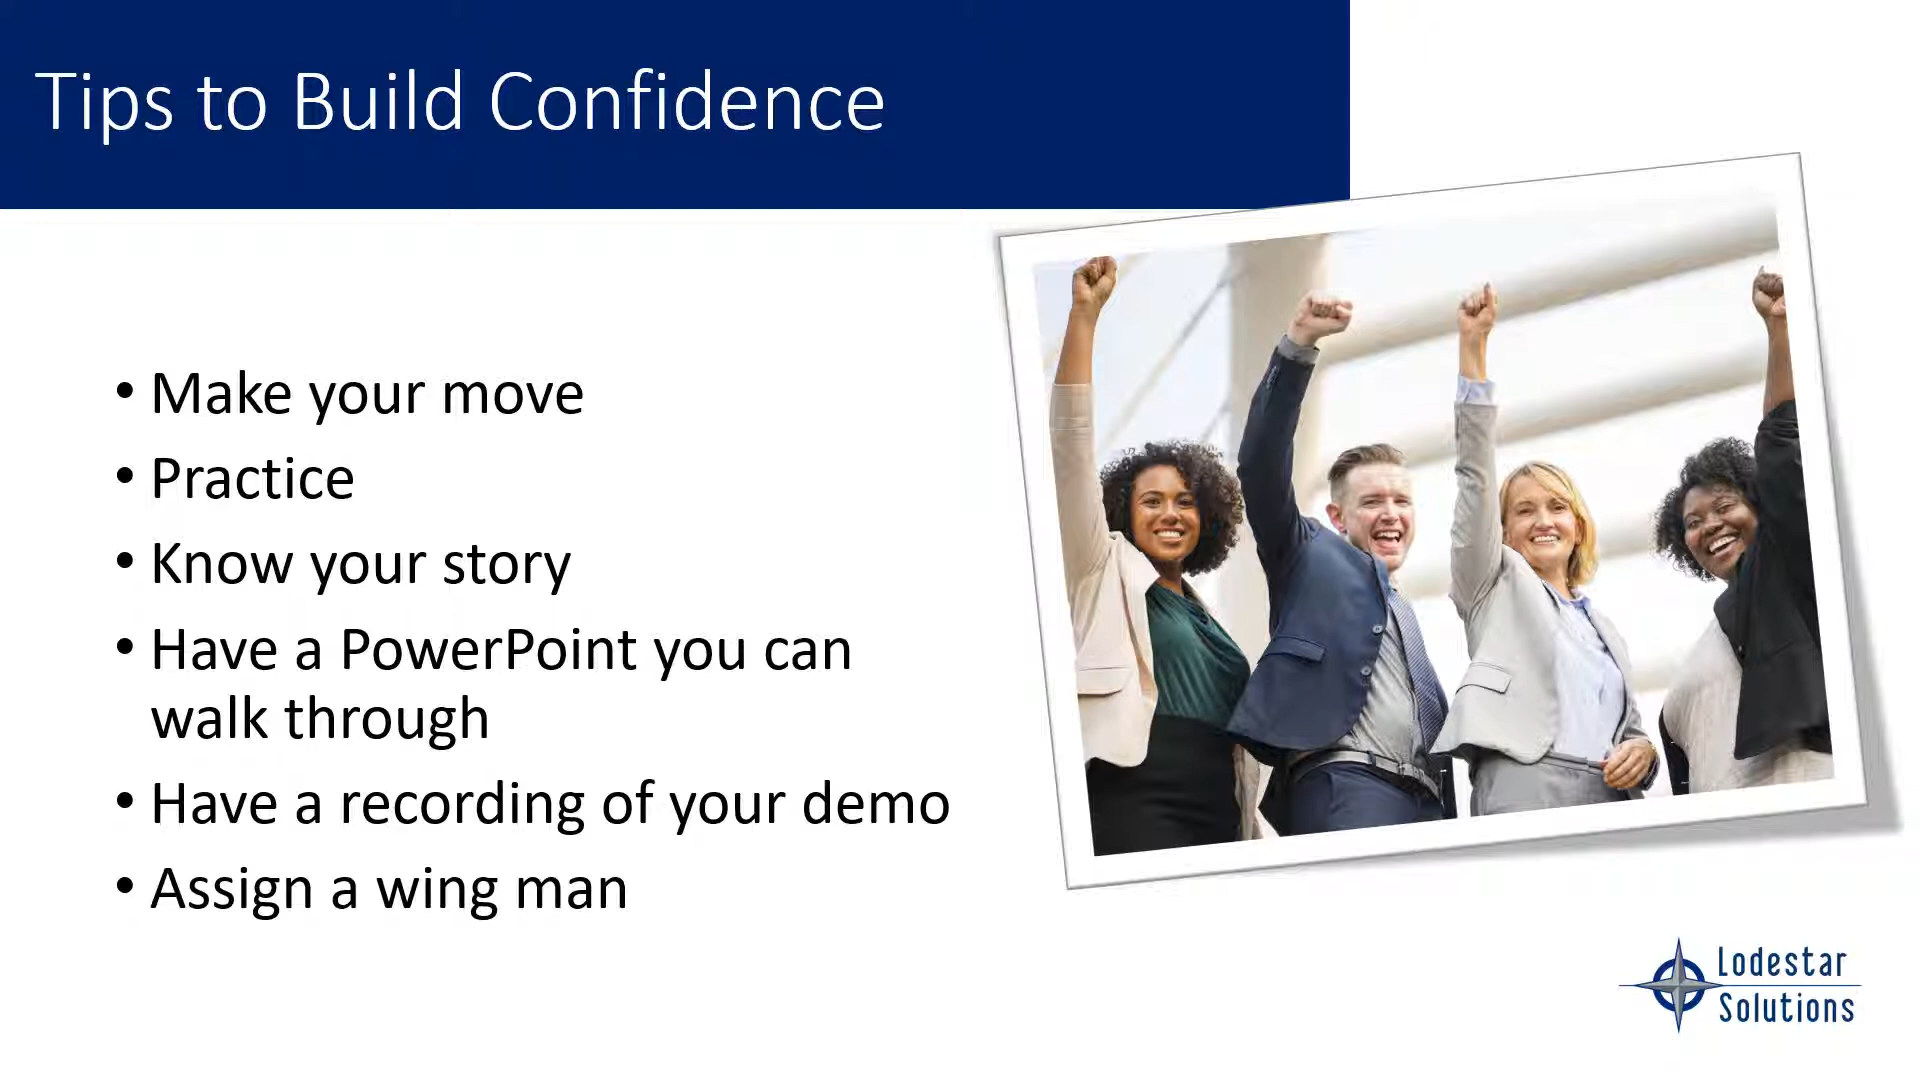 Tips to Build Confidence
• Make your move
• Practice
• Know your story
• Have a PowerPoint you can
walk through
• Have a recording of your demo
• Assign a wing man
Lodestar
Solutions